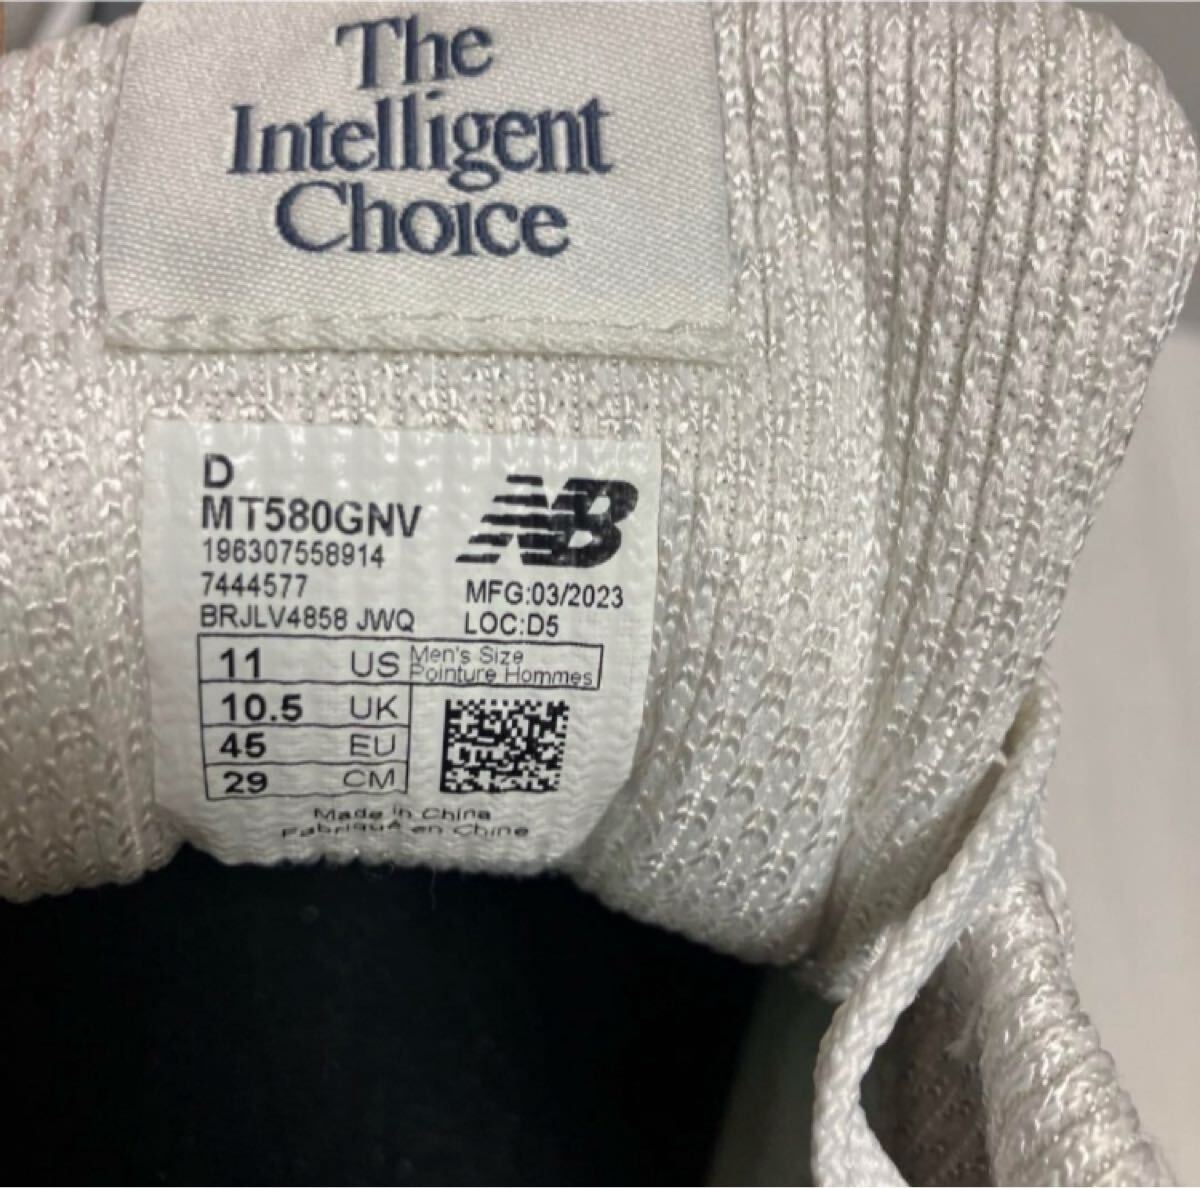 The
Intelligent
Choice
D
MT580GNV
NB
196307558914
7444577
MFG:03/2023
BRJLV4858 JWQ
LOC:D5
11 US Men's Size
Pointure Hommes
10.5 UK
45 EU
29 CM
Made in China
Fabriqué en Chine